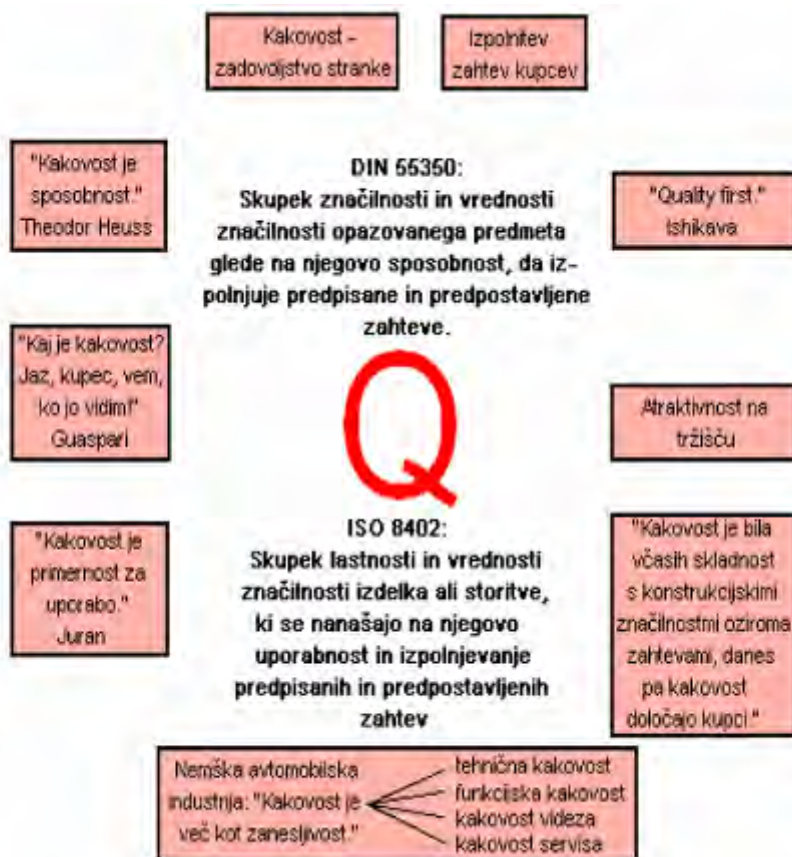 Kakovost –
zadovoljstvo stranke
Izpolnitev
zahtev kupcev
"Kakovost je
sposobnost."
Theodor Heuss
DIN 55350:
Skupek značilnosti in vrednosti
značilnosti opazovanega predmeta
glede na njegovo sposobnost, da iz-
polnjuje predpisane in predpostavljene
zahteve.
"Quality first."
Ishikava
"Kaj je kakovost?
Jaz, kupec, vem,
ko jo vidim!"
Guaspari
Q
Atraktivnost na
tržišču
"Kakovost je
primernost za
uporabo."
Juran
ISO 8402:
Skupek lastnosti in vrednosti
značilnosti izdelka ali storitve,
ki se nanašajo na njegovo
uporabnost in izpolnjevanje
predpisanih in predpostavljenih
zahtev
"Kakovost je bila
včasih skladnost
s konstrukcijskimi
značilnostmi oziroma
zahtevami, danes
pa kakovost
določajo kupci."
Nemška avtomobilska
industrija: "Kakovost je
več kot zanesljivost."
tehnična kakovost
funkcijska kakovost
kakovost videza
kakovost servisa